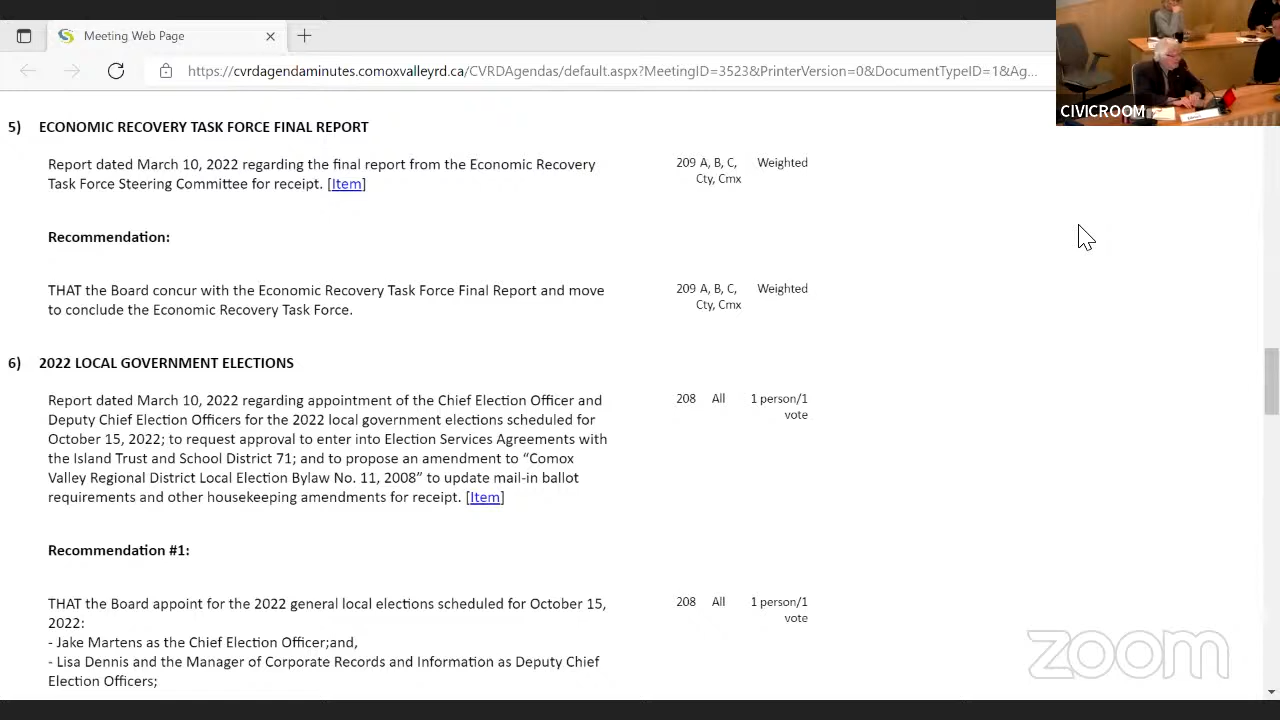 Meeting Web Page
https://cvrdagendaminutes.comoxvalleyrd.ca/CVRDAgendas/default.aspx?MeetingID=3523&PrinterVersion=0&DocumentTypeID=1&Ag...
CIVICROOM
5) ECONOMIC RECOVERY TASK FORCE FINAL REPORT
Report dated March 10, 2022 regarding the final report from the Economic Recovery
Task Force Steering Committee for receipt. [Item]
209 A, B, C,
Cty, Cmx
Weighted
Recommendation:
THAT the Board concur with the Economic Recovery Task Force Final Report and move
to conclude the Economic Recovery Task Force.
209 A, B, C,
Cty, Cmx
Weighted
6) 2022 LOCAL GOVERNMENT ELECTIONS
Report dated March 10, 2022 regarding appointment of the Chief Election Officer and
Deputy Chief Election Officers for the 2022 local government elections scheduled for
October 15, 2022; to request approval to enter into Election Services Agreements with
the Island Trust and School District 71; and to propose an amendment to “Comox
Valley Regional District Local Election Bylaw No. 11, 2008” to update mail-in ballot
requirements and other housekeeping amendments for receipt. [Item]
208 All 1 person/1
vote
Recommendation #1:
THAT the Board appoint for the 2022 general local elections scheduled for October 15,
2022:
- Jake Martens as the Chief Election Officer;and,
- Lisa Dennis and the Manager of Corporate Records and Information as Deputy Chief
Election Officers;
208 All 1 person/1
vote
zoom